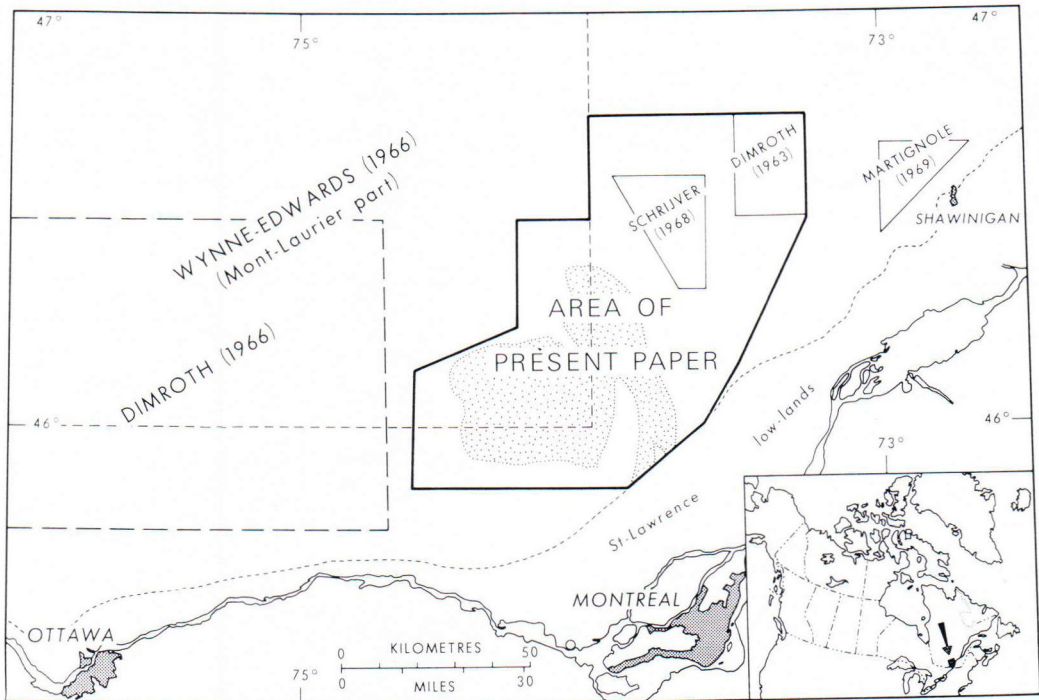 47°
75°
73°
47°
WYNNE-EDWARDS (1966)
(Mont-Laurier part)
DIMROTH (1966)
DIMROTH
(1963)
SCHRIJVER
(1968)
MARTIGNOLE
(1969)
SHAWINIGAN
AREA OF
PRESENT PAPER
46°
46°
73°
St-Lawrence
low-lands
MONTRÉAL
OTTAWA
75°
0 KILOMETRES 50
0 MILES 30